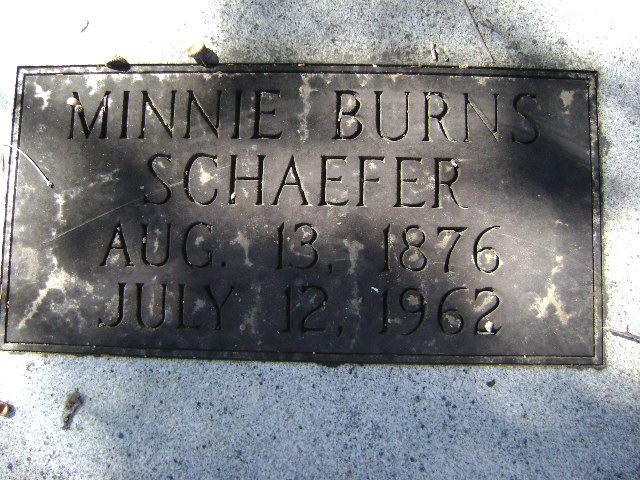 MINNIE BURNS
SCHAEFER
AUG. 13, 1876
JULY 12, 1962